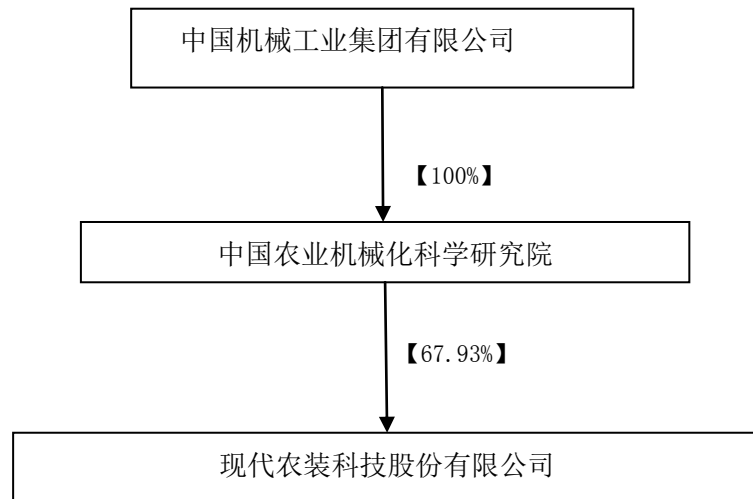 中国机械工业集团有限公司
【100%】
中国农业机械化科学研究院
【67.93%】
现代农装科技股份有限公司